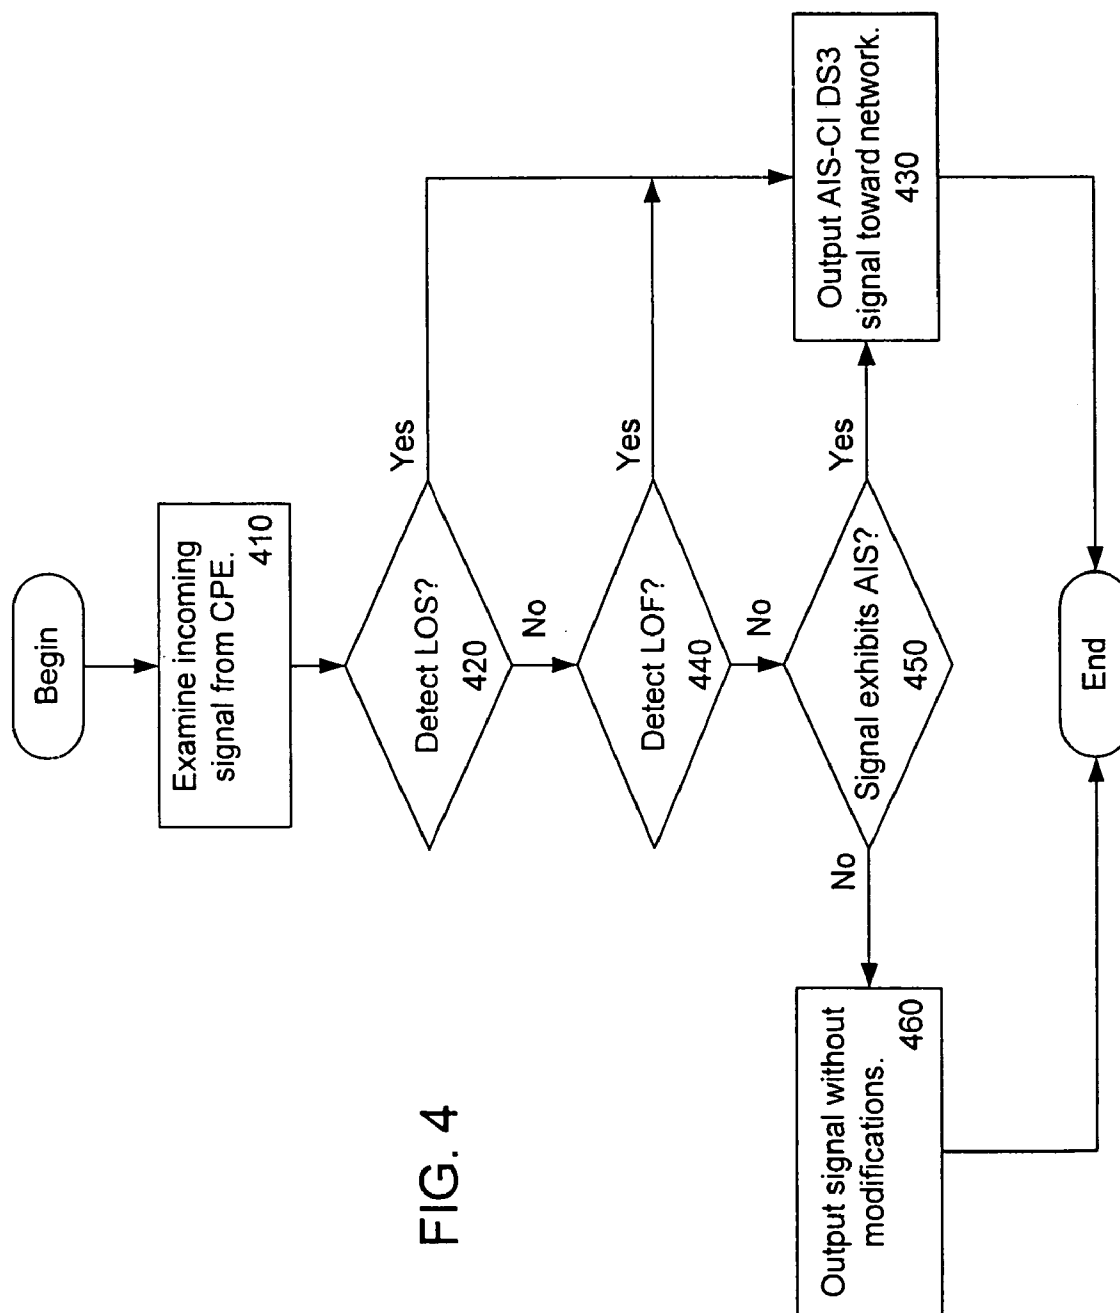 Begin
Examine incoming
signal from CPE.
410
Detect LOS?
420
Yes
No
Detect LOF?
440
Yes
No
Signal exhibits AIS?
450
Yes
No
Output AIS-CI DS3
signal toward network.
430
Output signal without
modifications.
460
End
FIG. 4